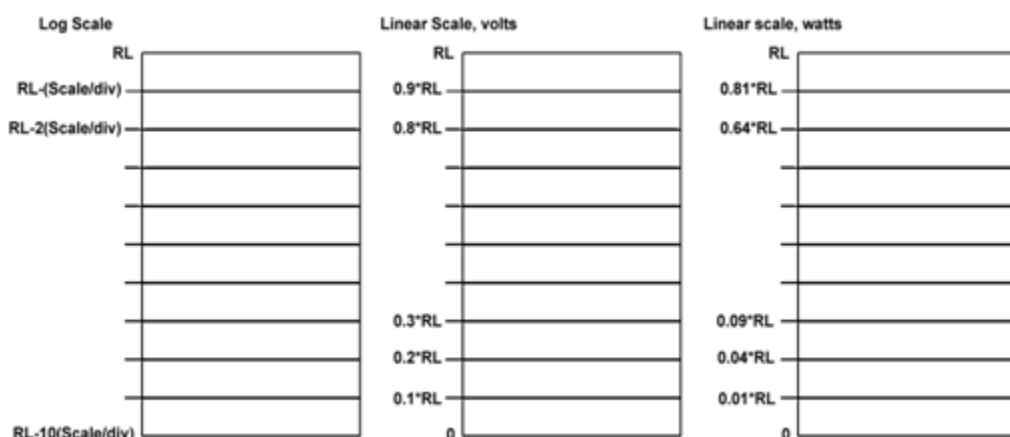 Log Scale
RL
RL-(Scale/div)
RL-2(Scale/div)
RL-10(Scale/div)
Linear Scale, volts
RL
0.9*RL
0.8*RL
0.3*RL
0.2*RL
0.1*RL
0
Linear scale, watts
RL
0.81*RL
0.64*RL
0.09*RL
0.04*RL
0.01*RL
0